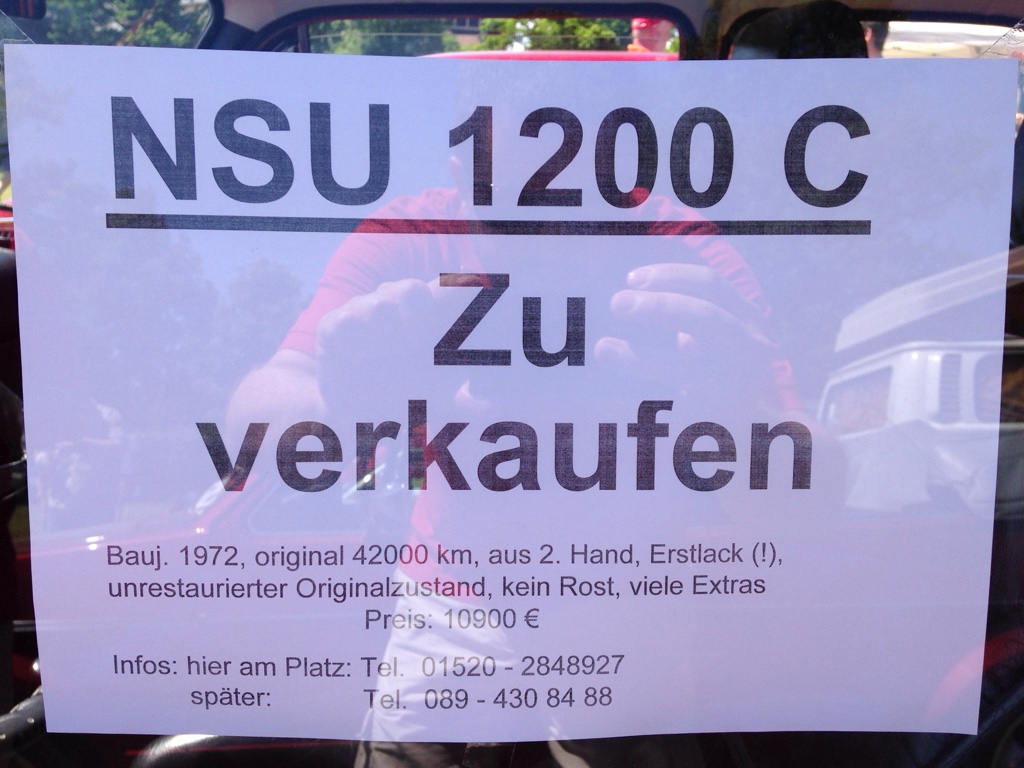 NSU 1200 C
Zu
verkaufen
Bauj. 1972, original 42000 km, aus 2. Hand, Erstlack (!),
unrestaurierter Originalzustand, kein Rost, viele Extras
Preis: 10900 €
Infos: hier am Platz: Tel. 01520 - 2848927
später: Tel. 089 - 430 84 88